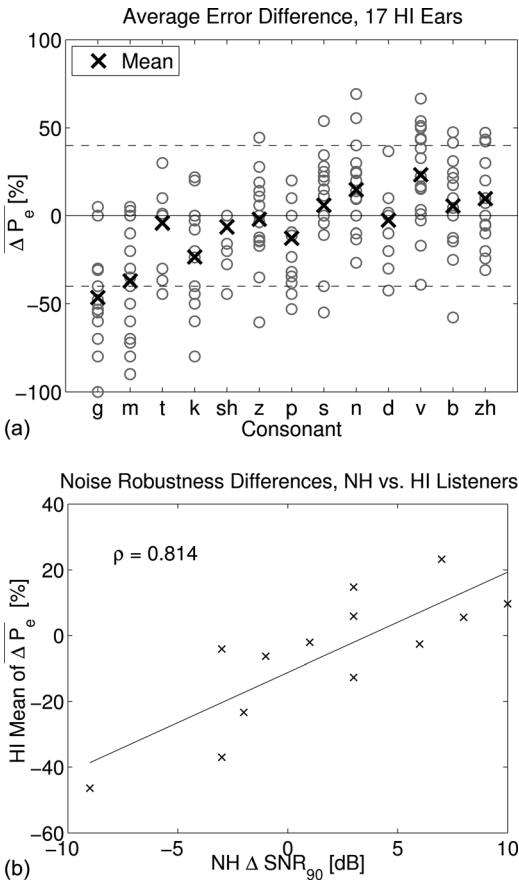 Average Error Difference, 17 HI Ears
100
50
0
−50
−100
Δ Pe [%]
Mean
g m t k sh z p s n d v b zh
Consonant
(a)
Noise Robustness Differences, NH vs. HI Listeners
40
20
0
−20
−40
−60
HI Mean of Δ Pe [%]
ρ = 0.814
−10 −5 0 5 10
NH Δ SNR90 [dB]
(b)